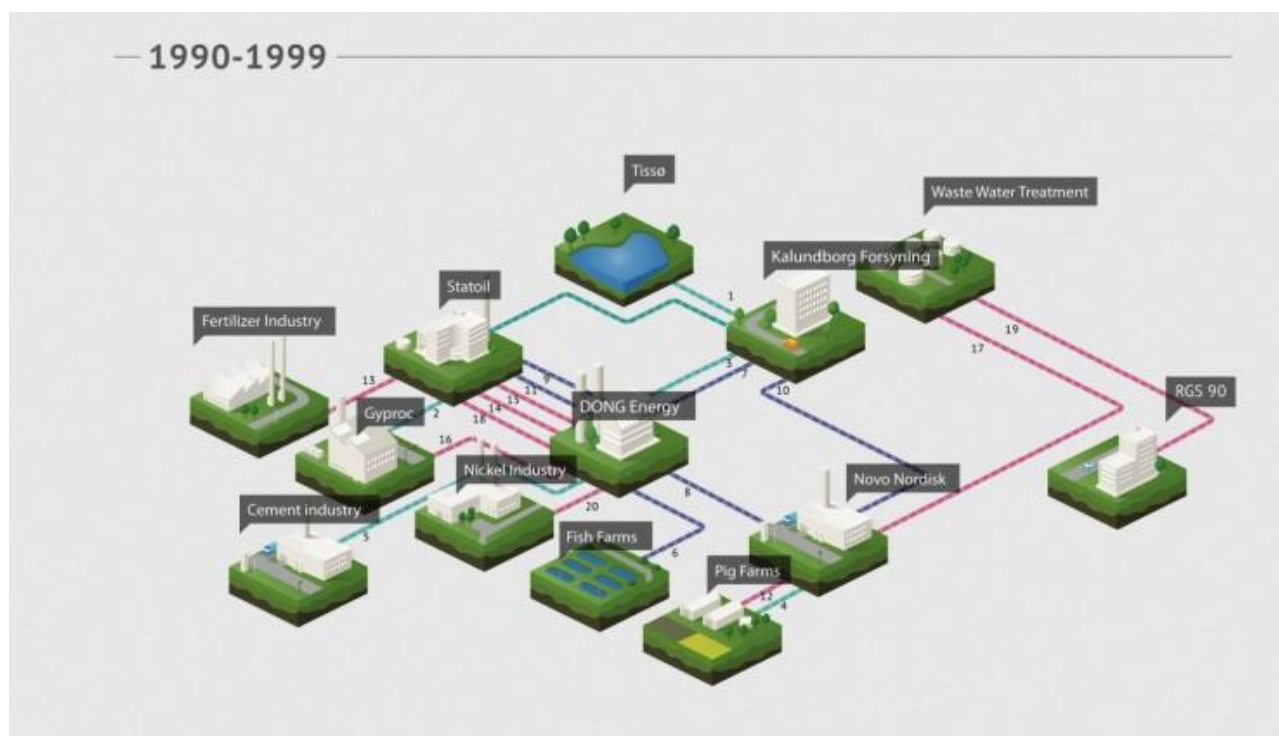 1990-1999
Tissø
Waste Water Treatment
Kalundborg Forsyning
Statoil
1
Fertilizer Industry
19
17
3
7
9
13
11
10
RGS 90
15
DONG Energy
14
Gyproc
2
18
16
Nickel Industry
Novo Nordisk
8
Cement industry
20
5
Fish Farms
6
Pig Farms
12
4